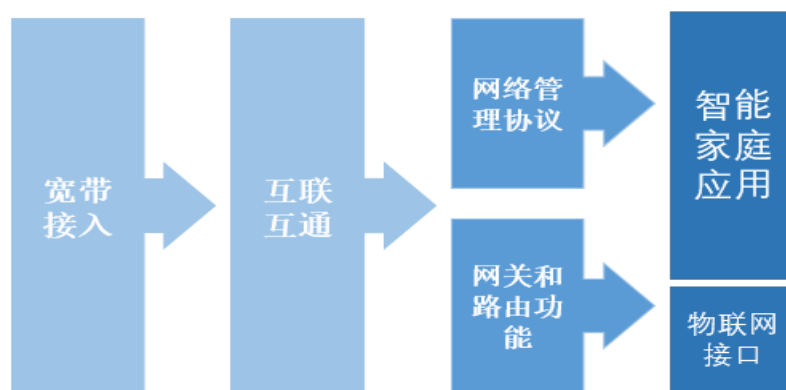 宽带
接入
互联
互通
网络管
理协议
网关和
路由功
能
智能
家庭
应用
物联网
接口